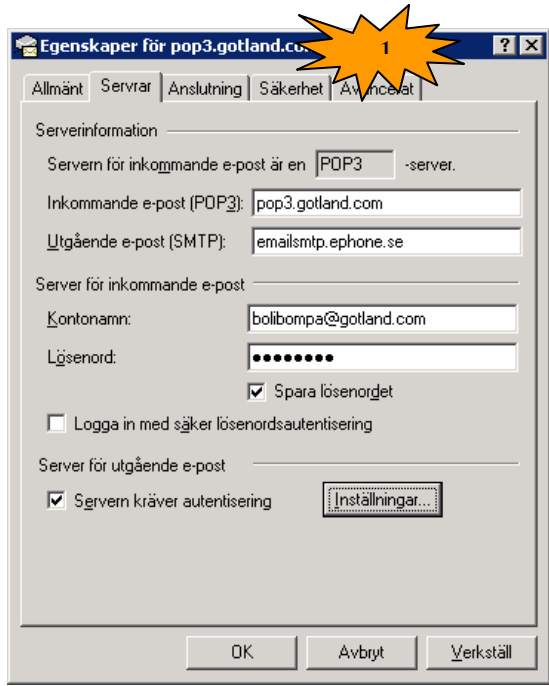 Egenskaper för pop3.gotland.co
1
Allmänt Servrar Anslutning Säkerhet Avancerat
Serverinformation
Servern för inkommande e-post är en POP3 -server.
Inkommande e-post (POP3): pop3.gotland.com
Utgående e-post (SMTP): emailsmtp.ephone.se
Server för inkommande e-post
Kontonamn: bolibompa@gotland.com
Lösenord: ●●●●●●●●
Spara lösenordet
Logga in med säker lösenordsautentisering
Server för utgående e-post
Servern kräver autentisering Inställningar...
OK Avbryt Verkställ